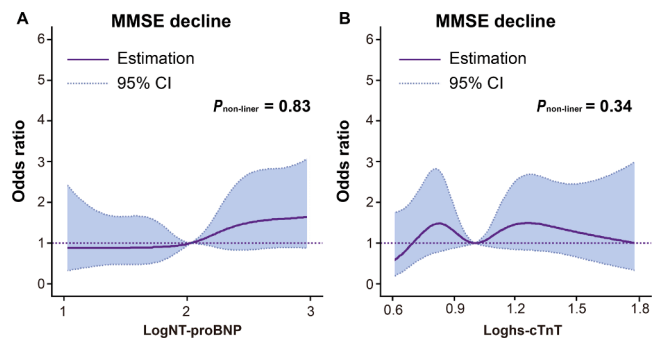 A
MMSE decline
6
5
4
3
2
1
0
Odds ratio
Estimation
95% CI
Pnon-liner = 0.83
1
2
3
LogNT-proBNP
B
MMSE decline
6
5
4
3
2
1
0
Odds ratio
Estimation
95% CI
Pnon-liner = 0.34
0.6
0.9
1.2
1.5
1.8
Loghs-cTnT